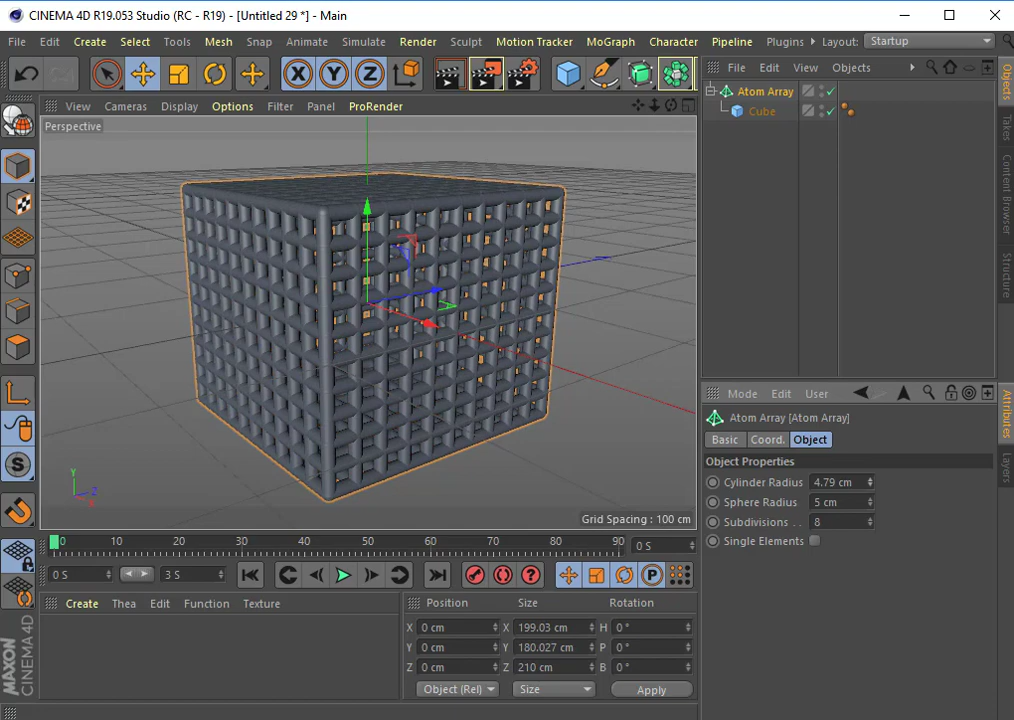 CINEMA 4D R19.053 Studio (RC - R19) - [Untitled 29 *] - Main
File Edit Create Select Tools Mesh Snap Animate Simulate Render Sculpt Motion Tracker MoGraph Character Pipeline Plugins Layout: Startup
X Y Z
File Edit View Objects
View Cameras Display Options Filter Panel ProRender
Perspective
Atom Array
Cube
Objects
Takes
Content Browser
Structure
Mode Edit User
Atom Array [Atom Array]
Basic Coord. Object
Object Properties
Cylinder Radius 4.79 cm
Sphere Radius 5 cm
Subdivisions . . 8
Single Elements
Attributes
Layers
S
Y
Z
X
Grid Spacing : 100 cm
0 10 20 30 40 50 60 70 80 90 0 S
0 S 3 S ? P
Create Thea Edit Function Texture
Position Size Rotation
X 0 cm X 199.03 cm H 0 °
Y 0 cm Y 180.027 cm P 0 °
Z 0 cm Z 210 cm B 0 °
Object (Rel) Size Apply
MAXON
CINEMA 4D